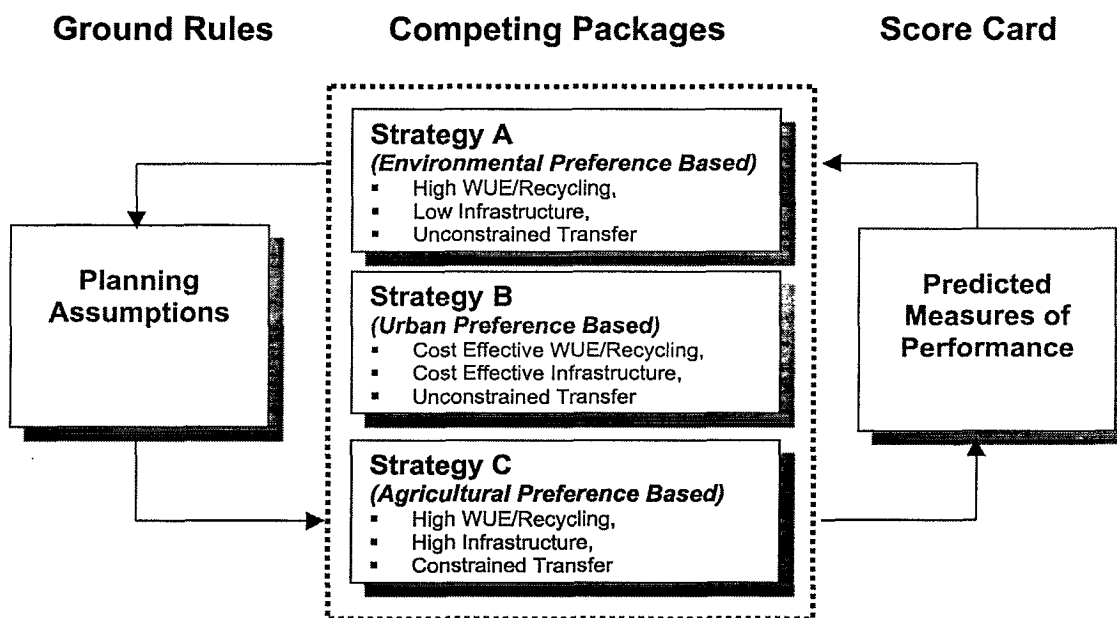 Ground Rules
Competing Packages
Score Card
Strategy A
(Environmental Preference Based)
▪ High WUE/Recycling,
▪ Low Infrastructure,
▪ Unconstrained Transfer
Planning
Assumptions
Strategy B
(Urban Preference Based)
▪ Cost Effective WUE/Recycling,
▪ Cost Effective Infrastructure,
▪ Unconstrained Transfer
Predicted
Measures of
Performance
Strategy C
(Agricultural Preference Based)
▪ High WUE/Recycling,
▪ High Infrastructure,
▪ Constrained Transfer